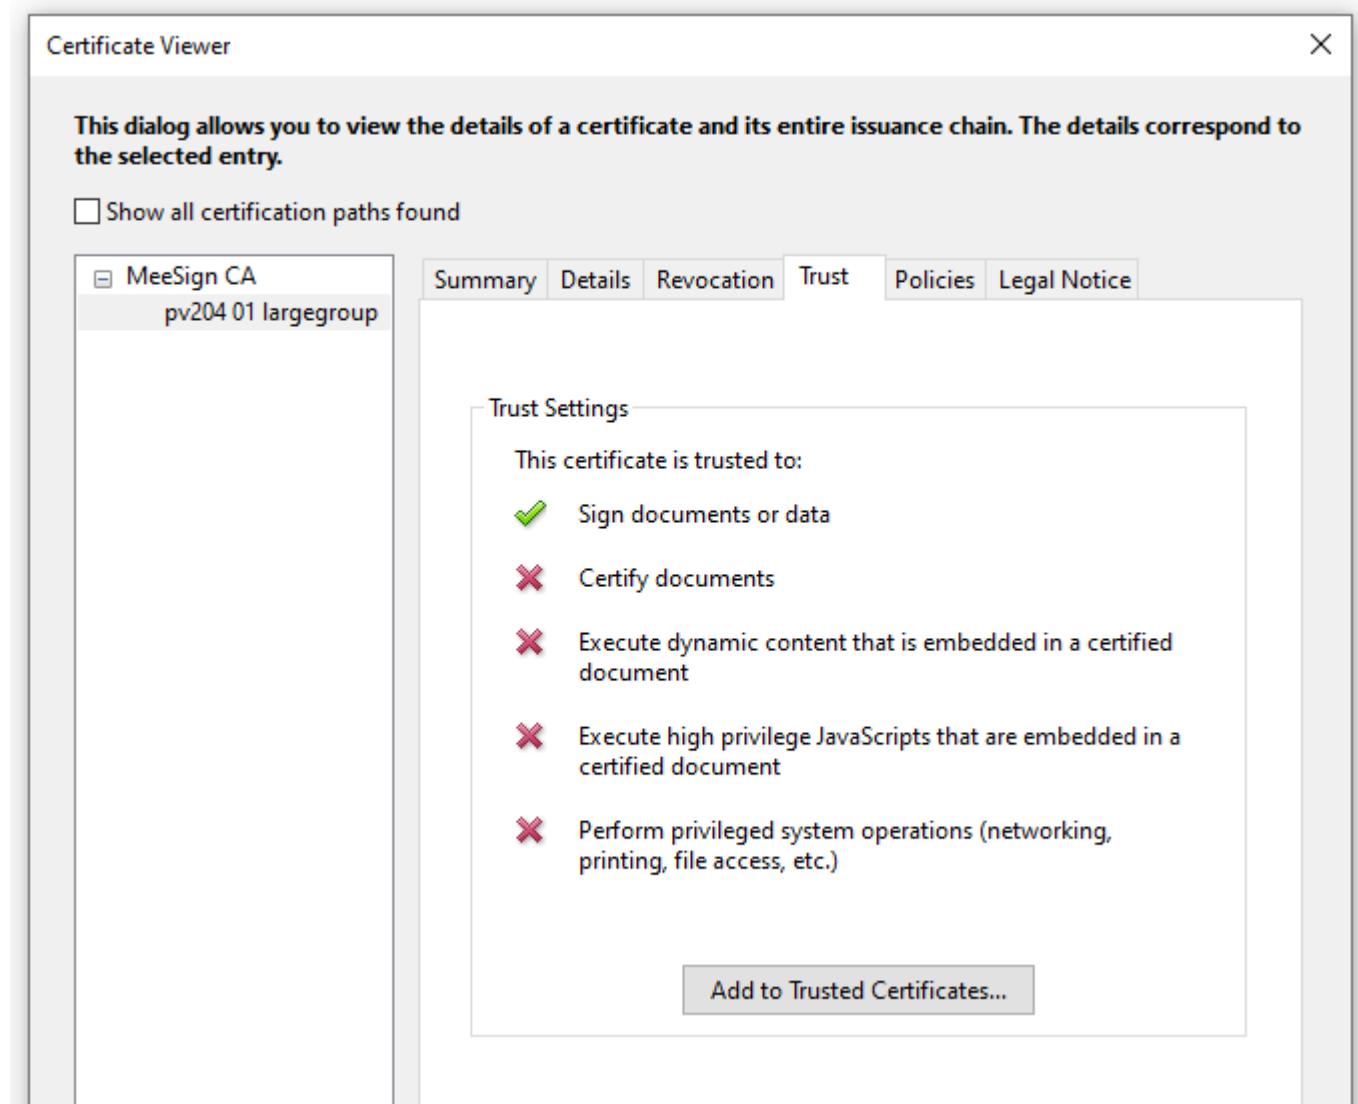 Certificate Viewer
This dialog allows you to view the details of a certificate and its entire issuance chain. The details correspond to
the selected entry.
Show all certification paths found
MeeSign CA
pv204 01 largegroup
Summary Details Revocation Trust Policies Legal Notice
Trust Settings
This certificate is trusted to:
Sign documents or data
Certify documents
Execute dynamic content that is embedded in a certified
document
Execute high privilege JavaScripts that are embedded in a
certified document
Perform privileged system operations (networking,
printing, file access, etc.)
Add to Trusted Certificates...